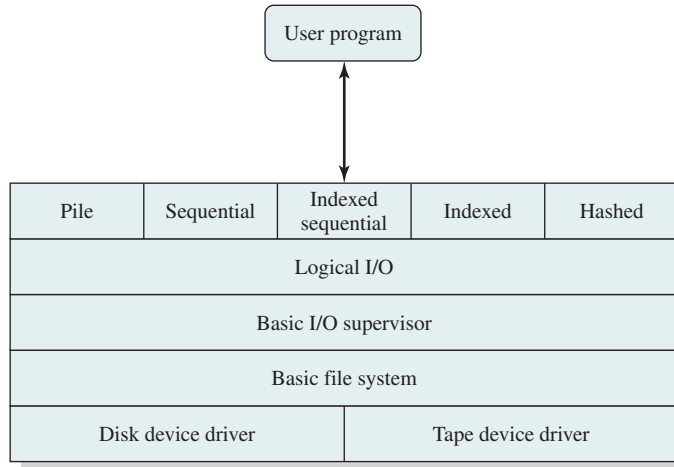 User program
Pile
Sequential
Indexed
sequential
Indexed
Hashed
Logical I/O
Basic I/O supervisor
Basic file system
Disk device driver
Tape device driver